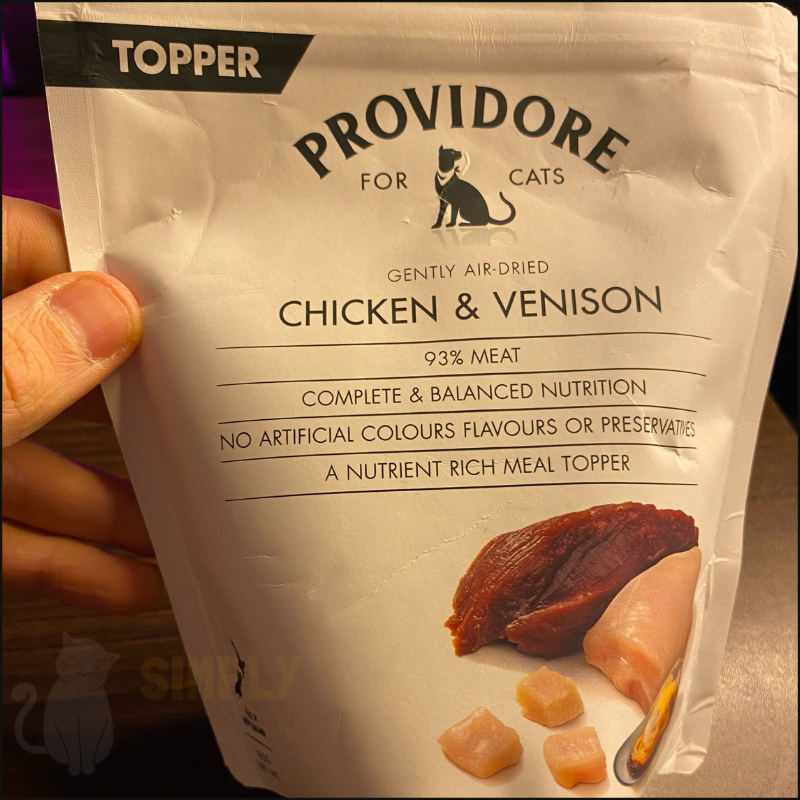 TOPPER
PROVIDORE
FOR CATS
GENTLY AIR-DRIED
CHICKEN & VENISON
93% MEAT
COMPLETE & BALANCED NUTRITION
NO ARTIFICIAL COLOURS FLAVOURS OR PRESERVATIVES
A NUTRIENT RICH MEAL TOPPER
SIMPLY